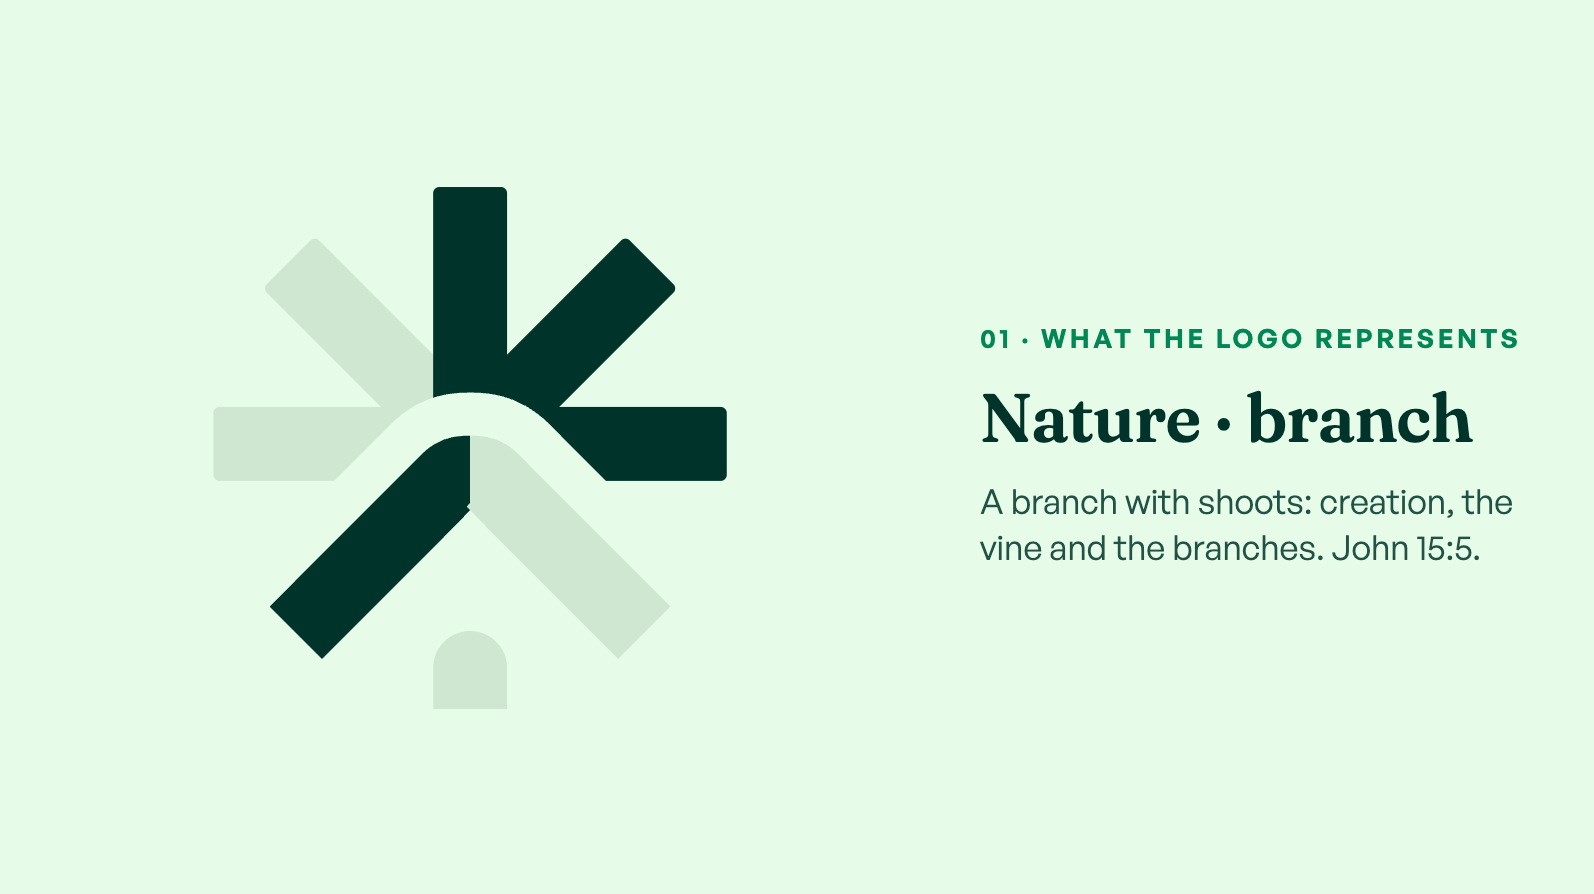 01 · WHAT THE LOGO REPRESENTS
Nature · branch
A branch with shoots: creation, the
vine and the branches. John 15:5.